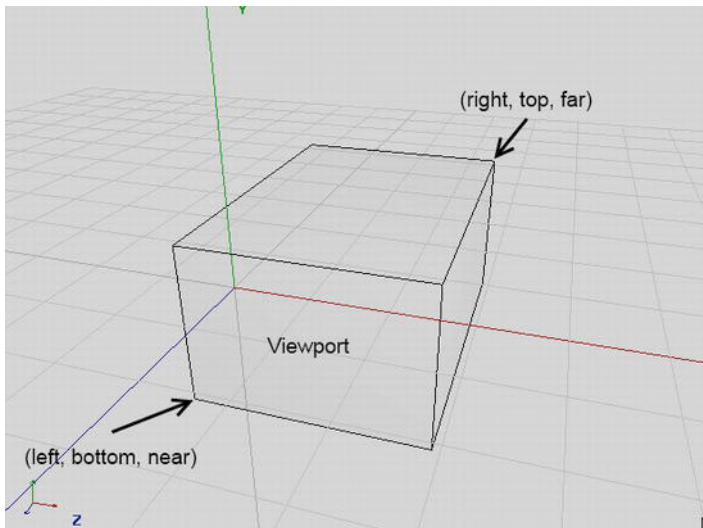 Y
(right, top, far)
Viewport
(left, bottom, near)
Z